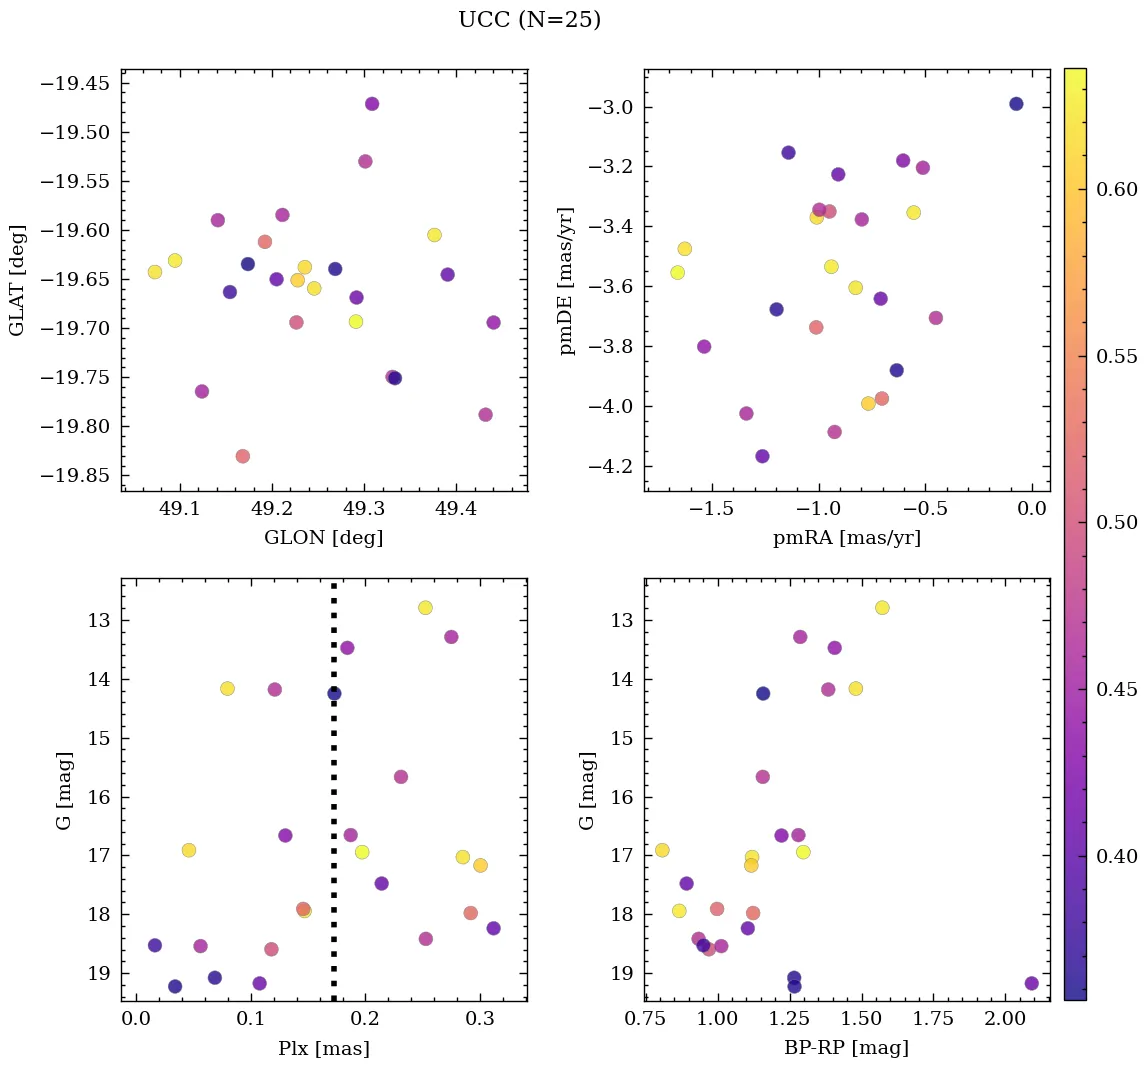 UCC (N=25)
−19.45
−19.50
−19.55
−19.60
−19.65
−19.70
−19.75
−19.80
−19.85
GLAT [deg]
49.1 49.2 49.3 49.4
GLON [deg]
−3.0
−3.2
−3.4
−3.6
−3.8
−4.0
−4.2
pmDE [mas/yr]
−1.5 −1.0 −0.5 0.0
pmRA [mas/yr]
0.60
0.55
0.50
0.45
0.40
13
14
15
16
17
18
19
G [mag]
0.0 0.1 0.2 0.3
Plx [mas]
13
14
15
16
17
18
19
G [mag]
0.75 1.00 1.25 1.50 1.75 2.00
BP-RP [mag]